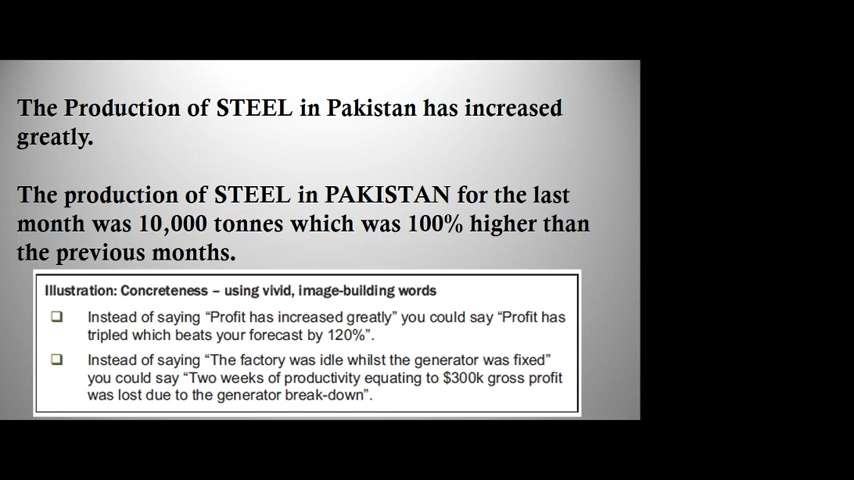 The Production of STEEL in Pakistan has increased
greatly.
The production of STEEL in PAKISTAN for the last
month was 10,000 tonnes which was 100% higher than
the previous months.
Illustration: Concreteness – using vivid, image-building words
Instead of saying “Profit has increased greatly” you could say “Profit has
tripled which beats your forecast by 120%”.
Instead of saying “The factory was idle whilst the generator was fixed”
you could say “Two weeks of productivity equating to $300k gross profit
was lost due to the generator break-down”.